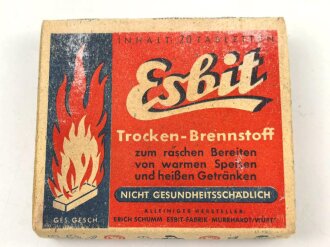 INHALT 20 TABLETTEN
Esbit
Trocken-Brennstoff
zum raschen Bereiten
von warmen Speisen
und heißen Getränken
NICHT GESUNDHEITSSCHÄDLICH
ALLEINIGER HERSTELLER:
GES. GESCH. ERICH SCHUMM · ESBIT-FABRIK · MURRHARDT/WÜRTT.